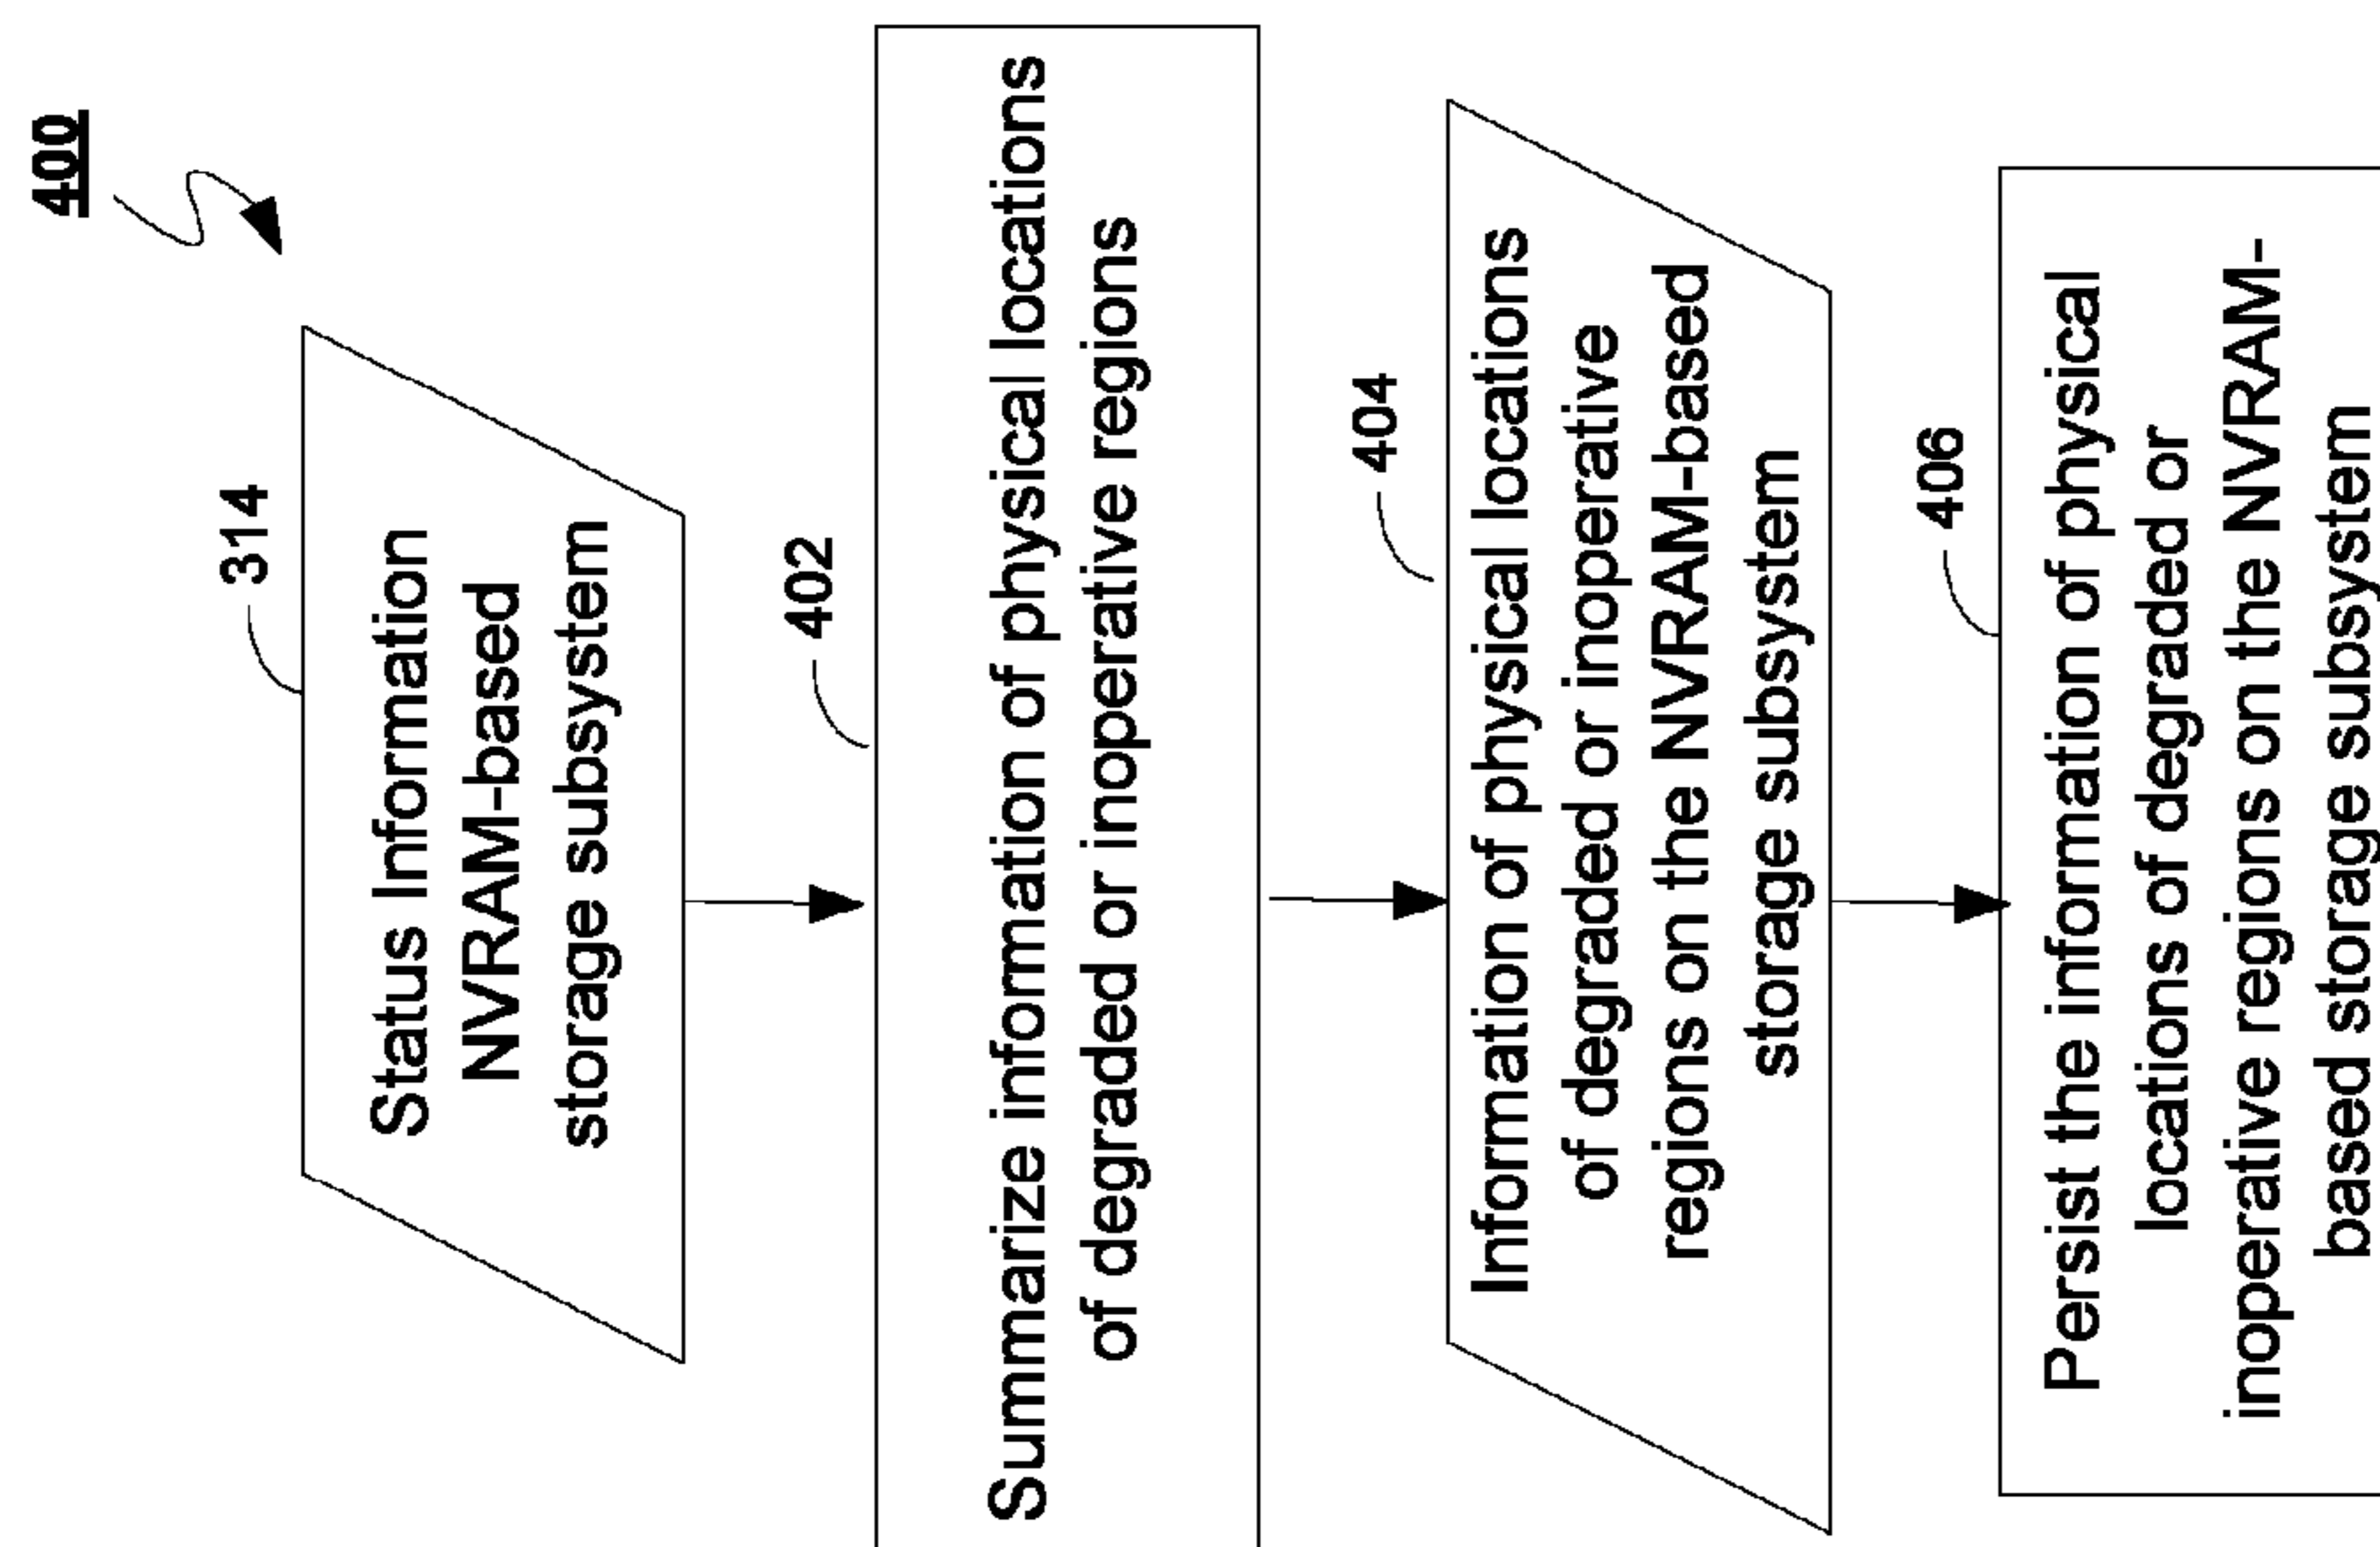 400
314
Status Information
NVRAM-based
storage subsystem
402
Summarize information of physical locations
of degraded or inoperative regions
404
Information of physical locations
of degraded or inoperative
regions on the NVRAM-based
storage subsystem
406
Persist the information of physical
locations of degraded or
inoperative regions on the NVRAM-
based storage subsystem